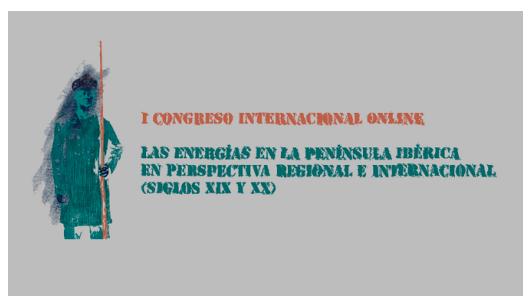 I CONGRESO INTERNACIONAL ONLINE
LAS ENERGÍAS EN LA PENÍNSULA IBÉRICA
EN PERSPECTIVA REGIONAL E INTERNACIONAL
(SIGLOS XIX Y XX)